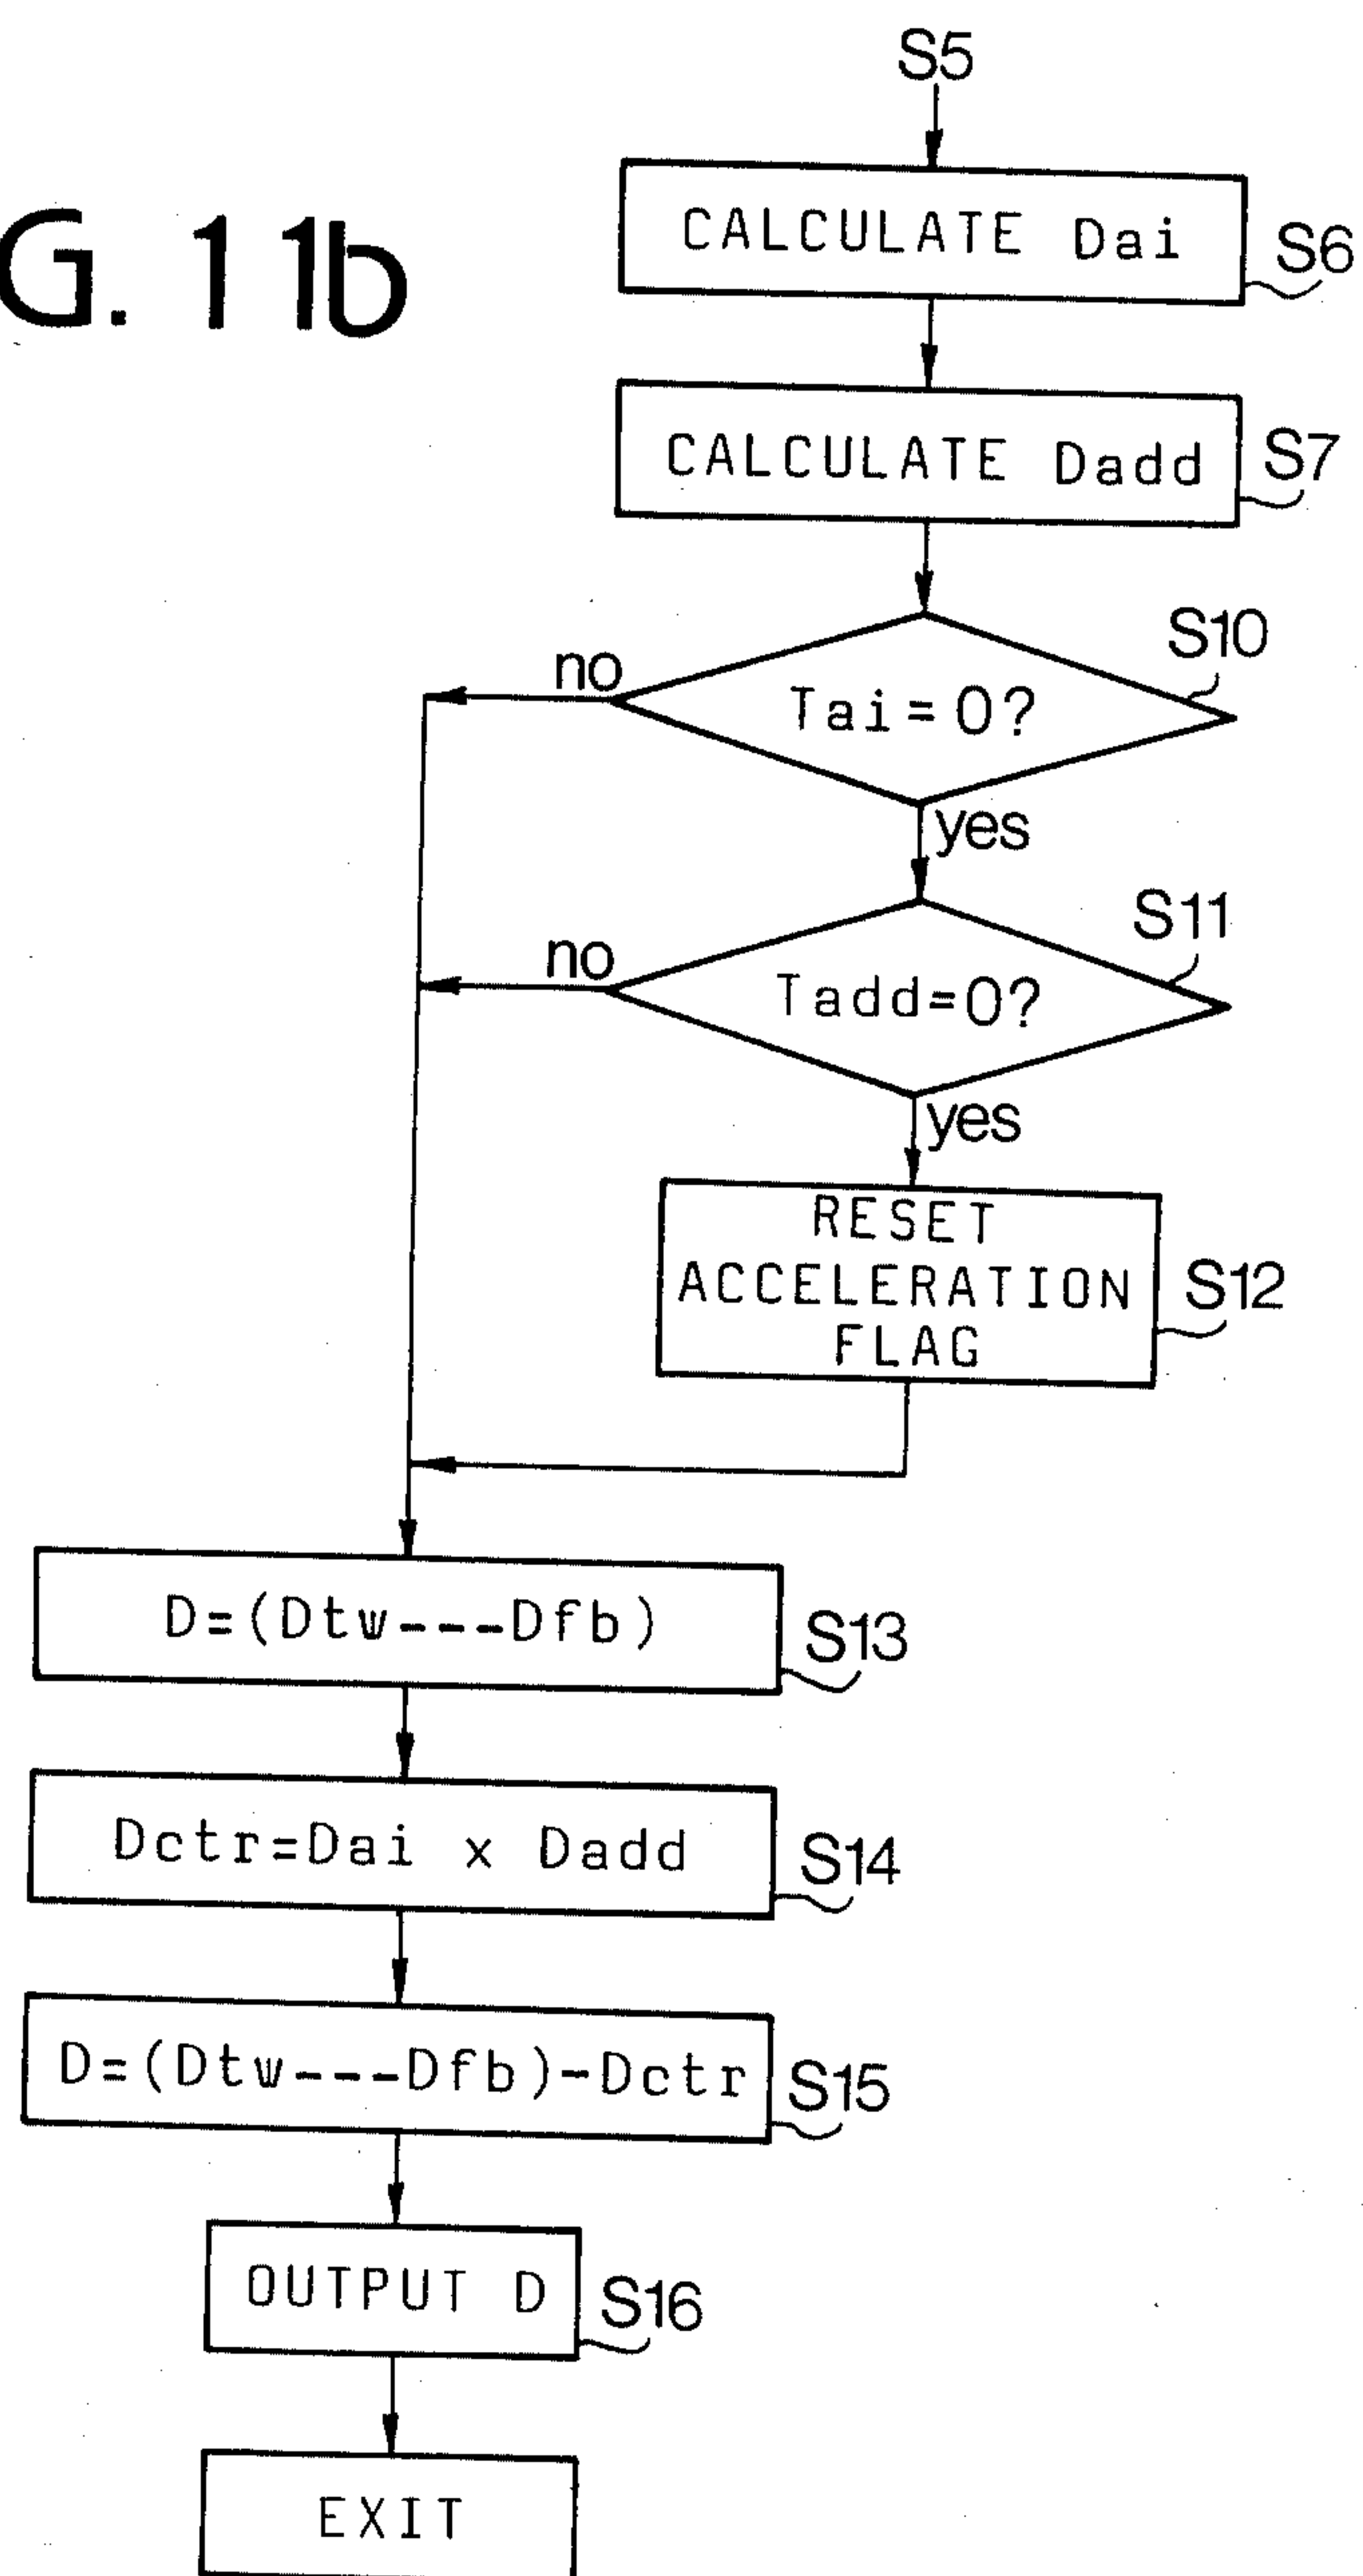 G. 11b
S5
CALCULATE Dai
S6
CALCULATE Dadd
S7
S10
no
Tai=0?
yes
S11
no
Tadd=0?
yes
RESET
ACCELERATION
FLAG
S12
D=(Dtw---Dfb)
S13
Dctr=Dai x Dadd
S14
D=(Dtw---Dfb)-Dctr
S15
OUTPUT D
S16
EXIT